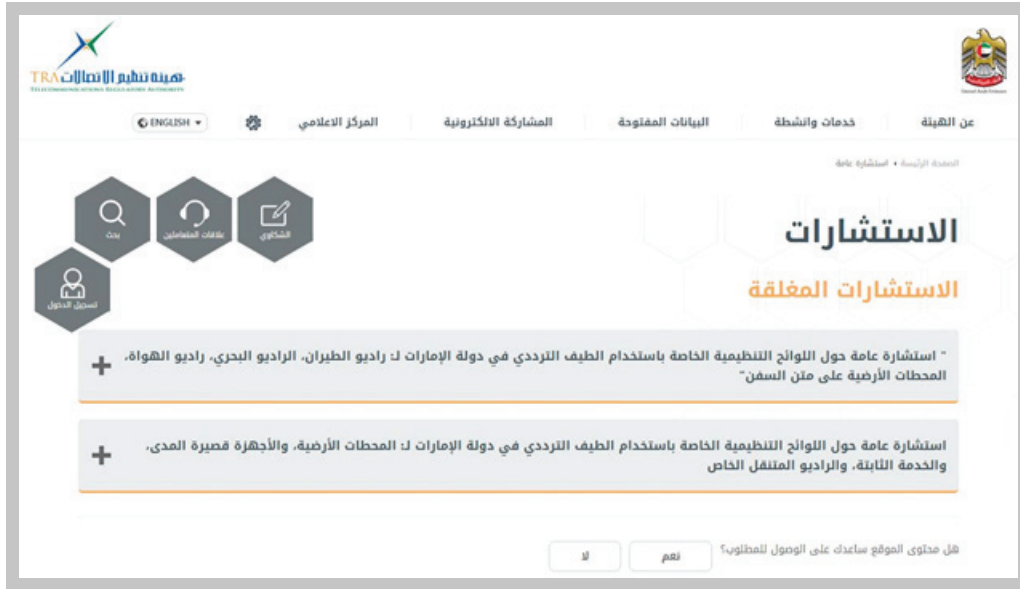 هيئة تنظيم الاتصالات TRA
TELECOMMUNICATIONS REGULATORY AUTHORITY
United Arab Emirates
عن الهيئة
خدمات وانشطة
البيانات المفتوحة
المشاركة الالكترونية
المركز الاعلامي
ENGLISH
الصفحة الرئيسة • استشارة عامة
الشكاوي
علاقات المتعاملين
بحث
تسجيل الدخول
الاستشارات
الاستشارات المغلقة
" استشارة عامة حول اللوائح التنظيمية الخاصة باستخدام الطيف الترددي في دولة الإمارات لـ: راديو الطيران، الراديو البحري، راديو الهواة،
المحطات الأرضية على متن السفن"
استشارة عامة حول اللوائح التنظيمية الخاصة باستخدام الطيف الترددي في دولة الإمارات لـ: المحطات الأرضية، والأجهزة قصيرة المدى،
والخدمة الثابتة، والراديو المتنقل الخاص
هل محتوى الموقع ساعدك على الوصول للمطلوب؟
نعم
لا